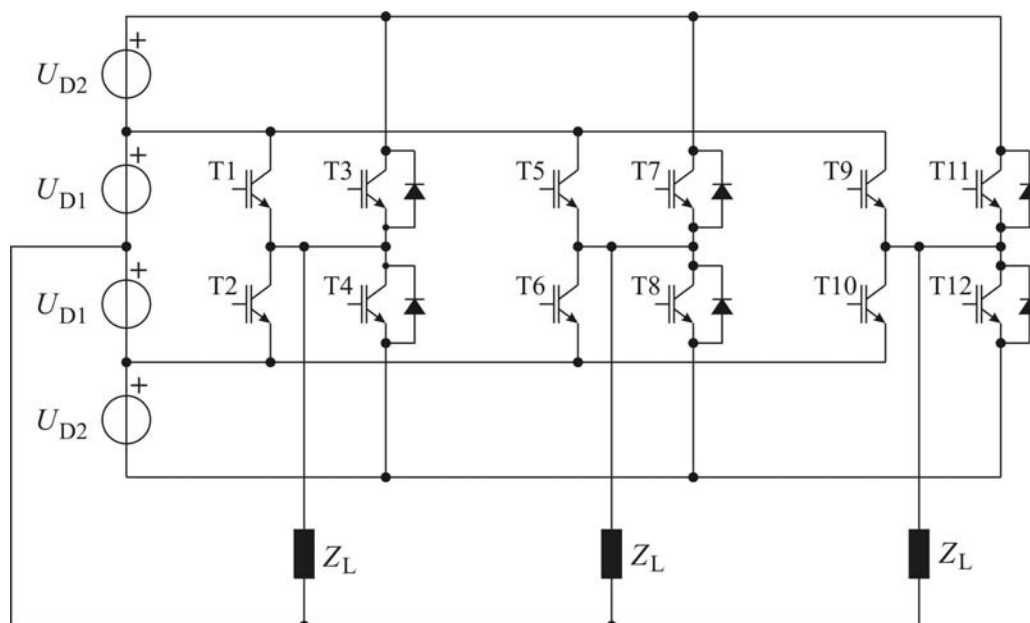 +
U_D2
+
U_D1
T1 T3 T5 T7 T9 T11
+
U_D1
T2 T4 T6 T8 T10 T12
+
U_D2
Z_L Z_L Z_L